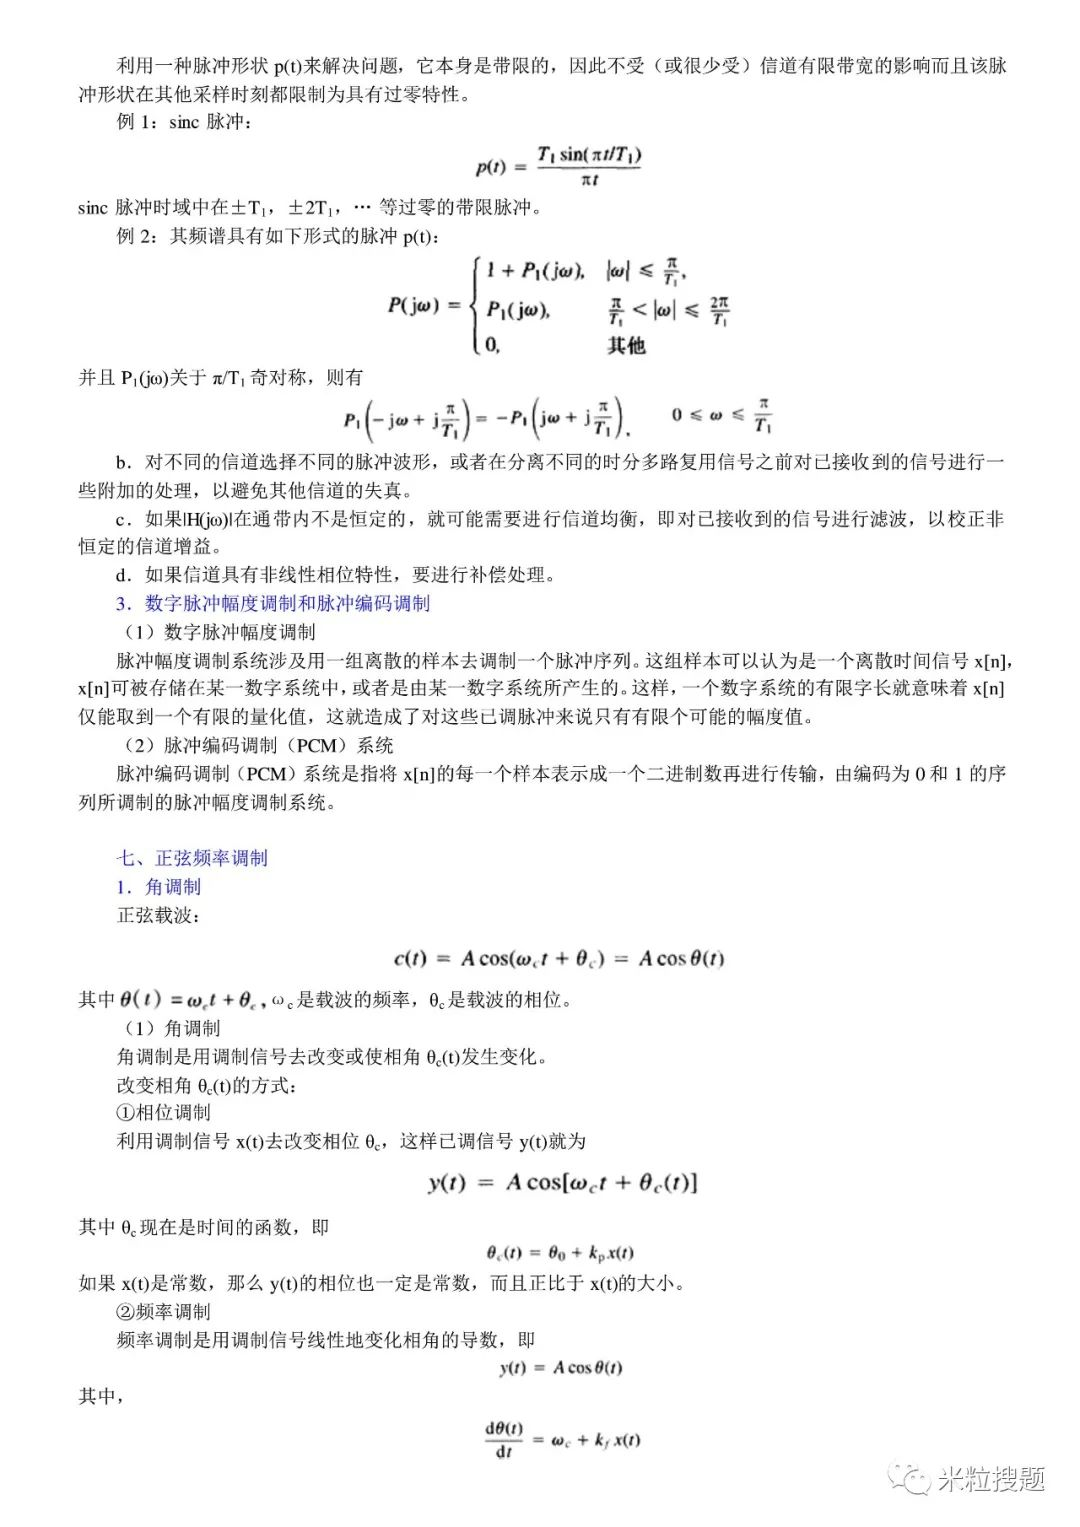 利用一种脉冲形状 p(t)来解决问题，它本身是带限的，因此不受（或很少受）信道有限带宽的影响而且该脉
冲形状在其他采样时刻都限制为具有过零特性。
例 1：sinc 脉冲：
p(t) = T₁ sin(πt/T₁) / πt
sinc 脉冲时域中在±T₁，±2T₁，… 等过零的带限脉冲。
例 2：其频谱具有如下形式的脉冲 p(t)：
P(jω) = { 1 + P₁(jω), |ω| ≤ π/T₁,
P₁(jω), π/T₁ < |ω| ≤ 2π/T₁
0, 其他
并且 P₁(jω)关于 π/T₁ 奇对称，则有
P₁(-jω + j π/T₁) = -P₁(jω + j π/T₁), 0 ≤ ω ≤ π/T₁
b．对不同的信道选择不同的脉冲波形，或者在分离不同的时分多路复用信号之前对已接收到的信号进行一
些附加的处理，以避免其他信道的失真。
c．如果|H(jω)|在通带内不是恒定的，就可能需要进行信道均衡，即对已接收到的信号进行滤波，以校正非
恒定的信道增益。
d．如果信道具有非线性相位特性，要进行补偿处理。
3．数字脉冲幅度调制和脉冲编码调制
（1）数字脉冲幅度调制
脉冲幅度调制系统涉及用一组离散的样本去调制一个脉冲序列。这组样本可以认为是一个离散时间信号 x[n]，
x[n]可被存储在某一数字系统中，或者是由某一数字系统所产生的。这样，一个数字系统的有限字长就意味着 x[n]
仅能取到一个有限的量化值，这就造成了对这些已调脉冲来说只有有限个可能的幅度值。
（2）脉冲编码调制（PCM）系统
脉冲编码调制（PCM）系统是指将 x[n]的每一个样本表示成一个二进制数再进行传输，由编码为 0 和 1 的序
列所调制的脉冲幅度调制系统。
七、正弦频率调制
1．角调制
正弦载波：
c(t) = A cos(ω_c t + θ_c) = A cos θ(t)
其中 θ(t) = ω_c t + θ_c , ω_c 是载波的频率，θ_c 是载波的相位。
（1）角调制
角调制是用调制信号去改变或使相角 θ_c(t)发生变化。
改变相角 θ_c(t)的方式：
①相位调制
利用调制信号 x(t)去改变相位 θ_c，这样已调信号 y(t)就为
y(t) = A cos[ω_c t + θ_c(t)]
其中 θ_c 现在是时间的函数，即
θ_c(t) = θ₀ + k_p x(t)
如果 x(t)是常数，那么 y(t)的相位也一定是常数，而且正比于 x(t)的大小。
②频率调制
频率调制是用调制信号线性地变化相角的导数，即
y(t) = A cos θ(t)
其中，
dθ(t)/dt = ω_c + k_f x(t)
米粒搜题